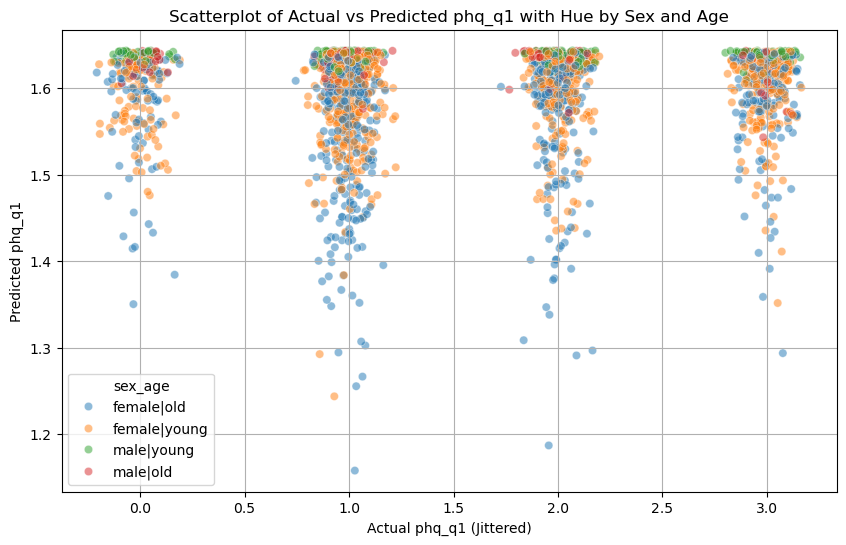 Scatterplot of Actual vs Predicted phq_q1 with Hue by Sex and Age
Predicted phq_q1
1.6
1.5
1.4
1.3
1.2
sex_age
female|old
female|young
male|young
male|old
0.0 0.5 1.0 1.5 2.0 2.5 3.0
Actual phq_q1 (Jittered)